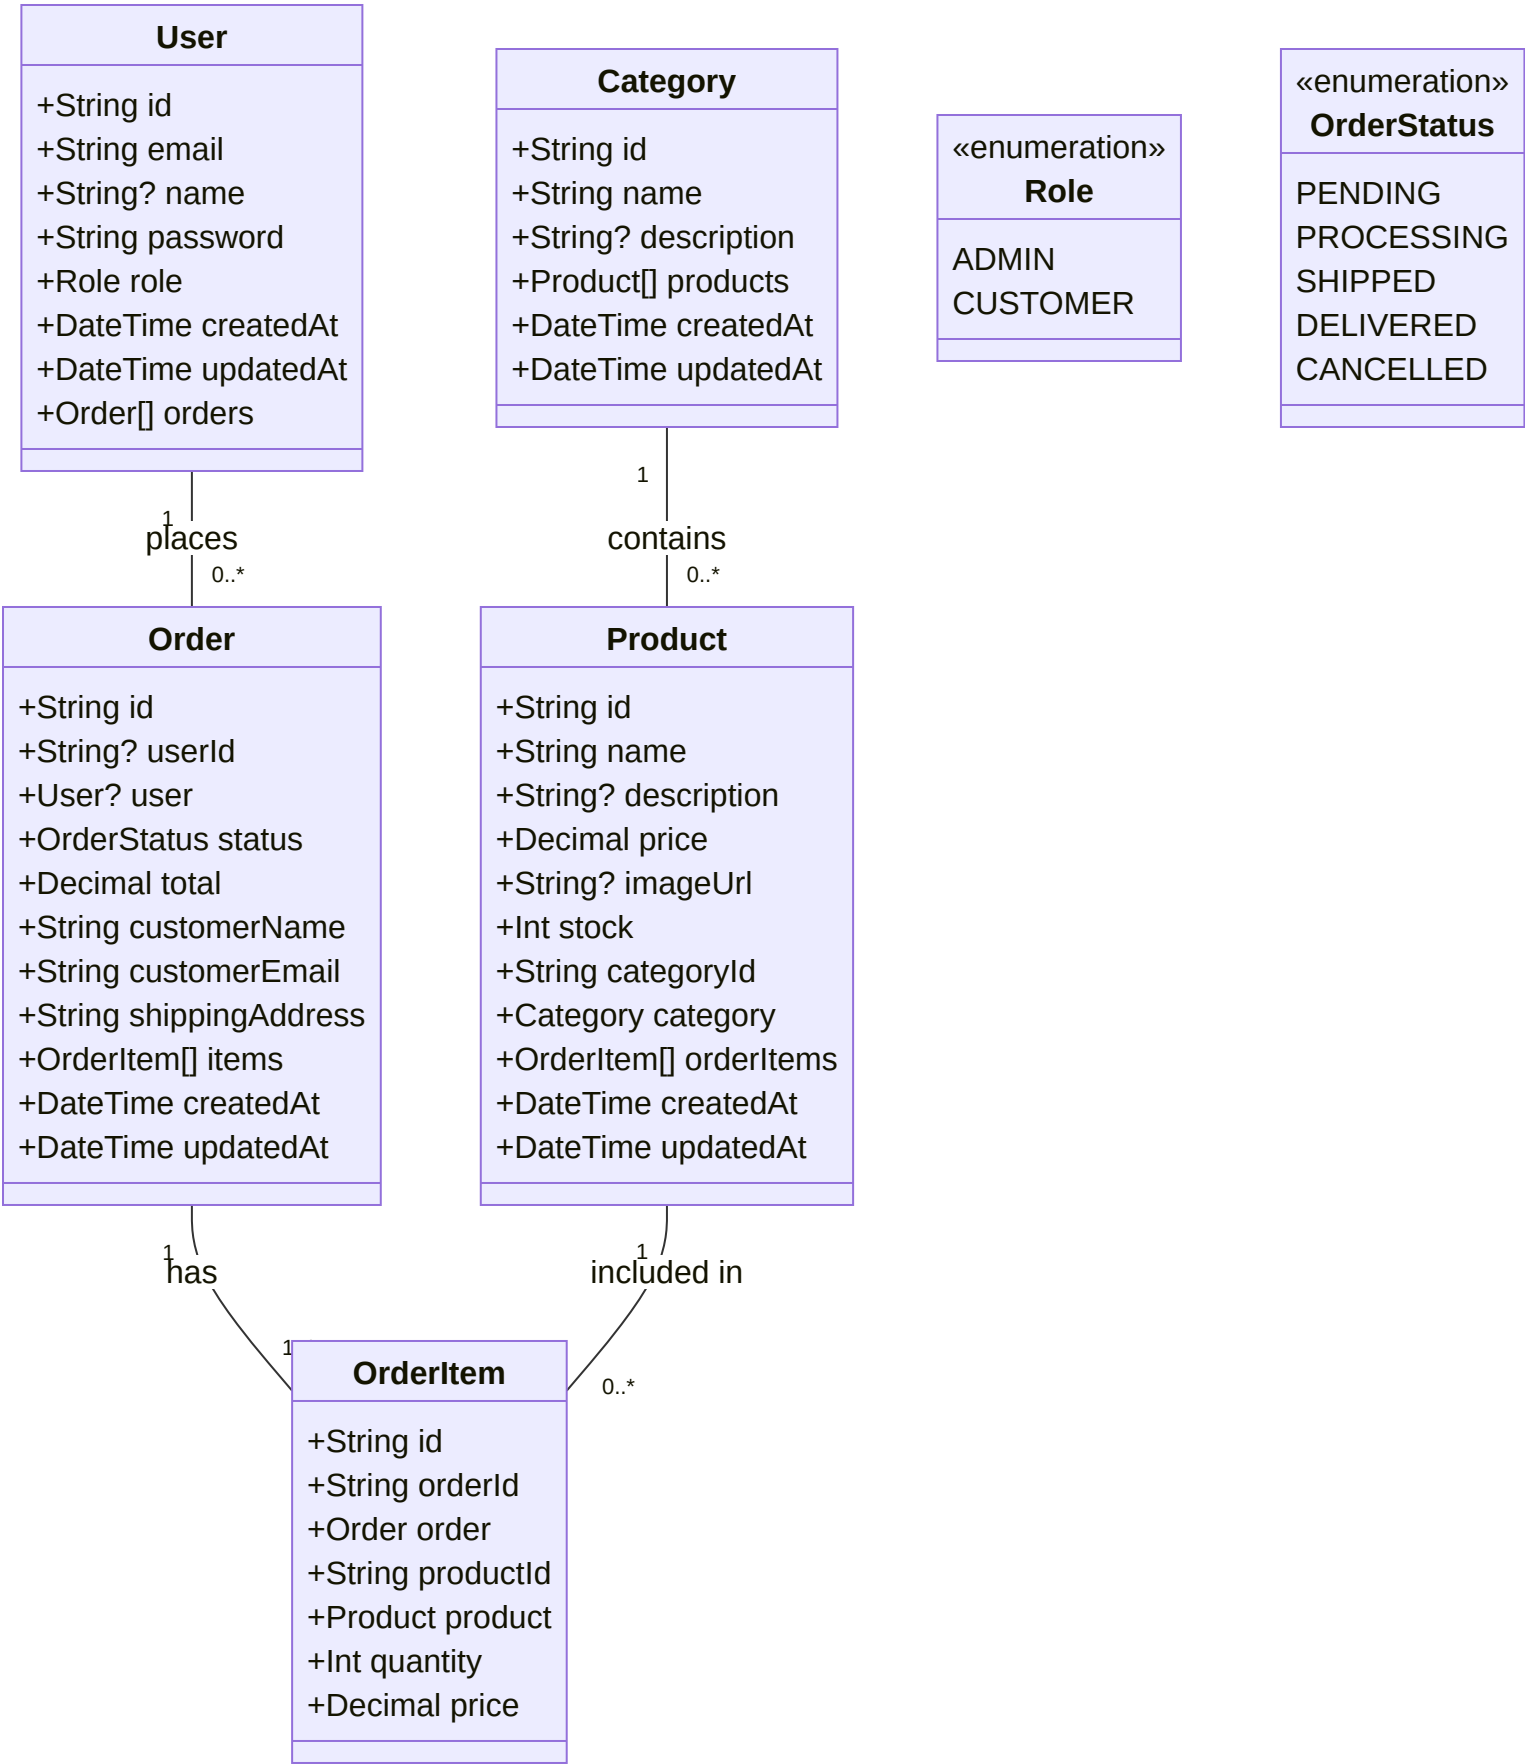 User
+String id
+String email
+String? name
+String password
+Role role
+DateTime createdAt
+DateTime updatedAt
+Order[] orders
Category
+String id
+String name
+String? description
+Product[] products
+DateTime createdAt
+DateTime updatedAt
«enumeration»
Role
ADMIN
CUSTOMER
«enumeration»
OrderStatus
PENDING
PROCESSING
SHIPPED
DELIVERED
CANCELLED
1
places
0..*
1
contains
0..*
Order
+String id
+String? userId
+User? user
+OrderStatus status
+Decimal total
+String customerName
+String customerEmail
+String shippingAddress
+OrderItem[] items
+DateTime createdAt
+DateTime updatedAt
Product
+String id
+String name
+String? description
+Decimal price
+String? imageUrl
+Int stock
+String categoryId
+Category category
+OrderItem[] orderItems
+DateTime createdAt
+DateTime updatedAt
1
has
1
1
included in
0..*
OrderItem
+String id
+String orderId
+Order order
+String productId
+Product product
+Int quantity
+Decimal price